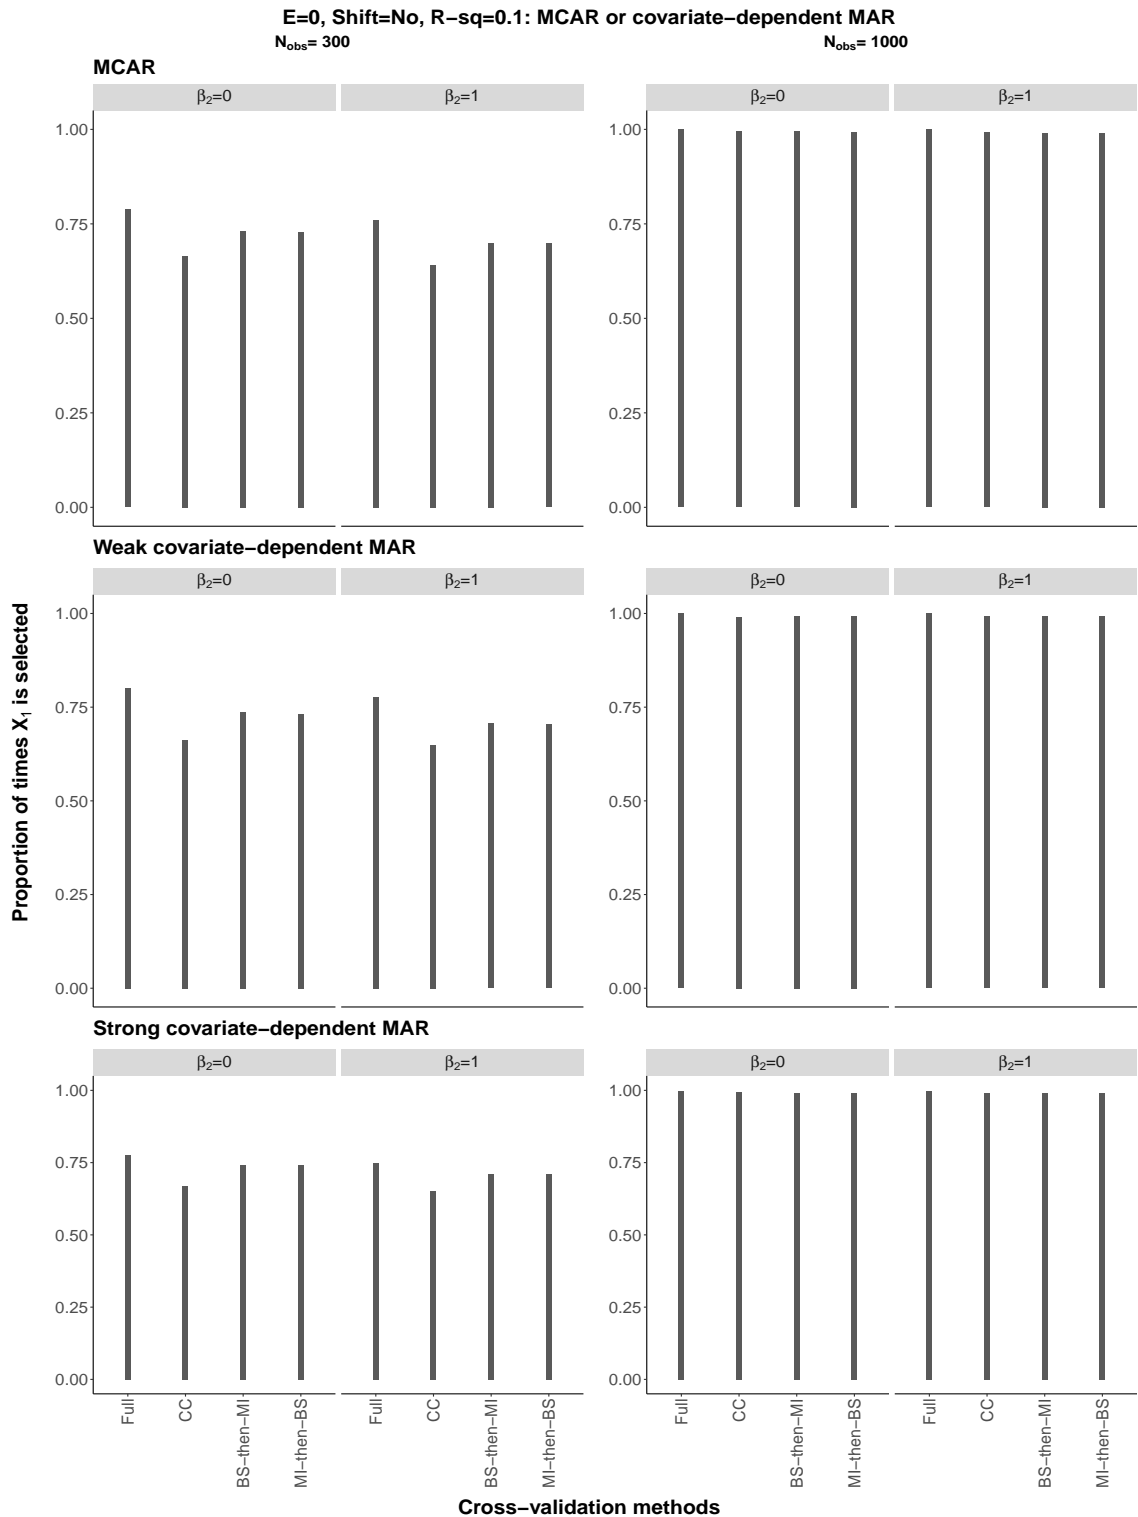 E=0, Shift=No, R−sq=0.1: MCAR or covariate−dependent MAR
Nobs= 300
Nobs= 1000
MCAR
β2=0
β2=1
β2=0
β2=1
1.00
0.75
0.50
0.25
0.00
1.00
0.75
0.50
0.25
0.00
Weak covariate−dependent MAR
β2=0
β2=1
β2=0
β2=1
1.00
0.75
0.50
0.25
0.00
1.00
0.75
0.50
0.25
0.00
Strong covariate−dependent MAR
β2=0
β2=1
β2=0
β2=1
1.00
0.75
0.50
0.25
0.00
1.00
0.75
0.50
0.25
0.00
Full
CC
BS−then−MI
MI−then−BS
Full
CC
BS−then−MI
MI−then−BS
Full
CC
BS−then−MI
MI−then−BS
Full
CC
BS−then−MI
MI−then−BS
Proportion of times X1 is selected
Cross−validation methods